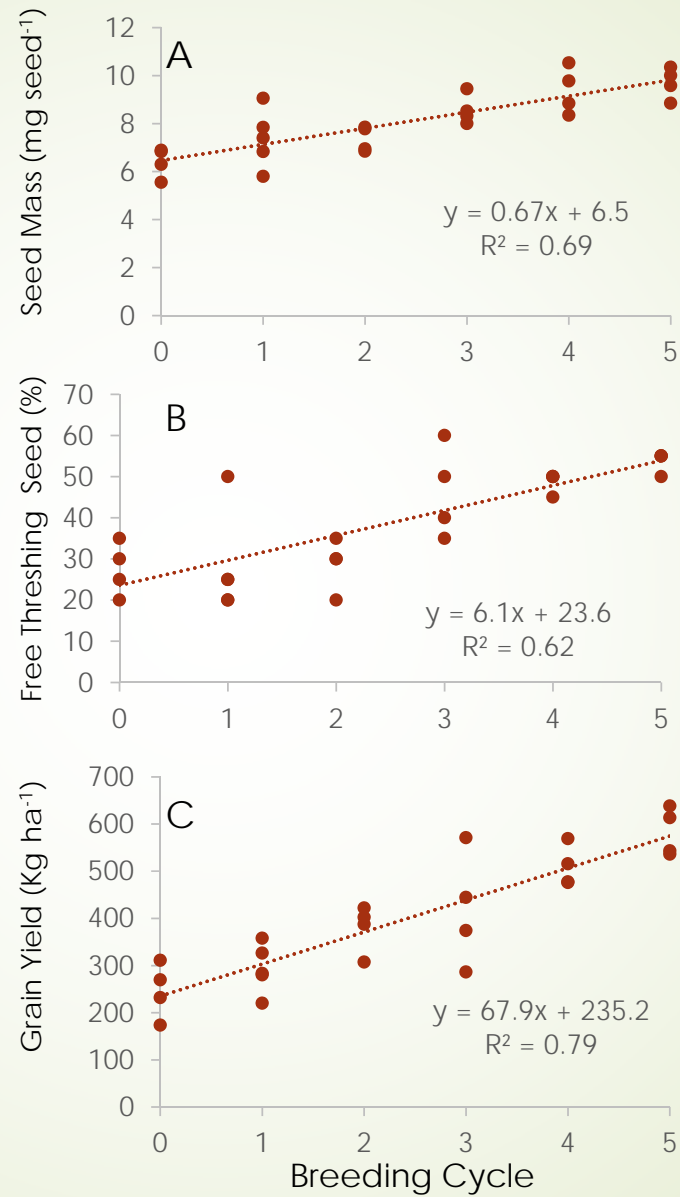 Seed Mass (mg seed⁻¹)
A
12
10
8
6
4
2
0
y = 0.67x + 6.5
R² = 0.69
0 1 2 3 4 5
Free Threshing Seed (%)
B
70
60
50
40
30
20
10
0
y = 6.1x + 23.6
R² = 0.62
0 1 2 3 4 5
Grain Yield (Kg ha⁻¹)
C
700
600
500
400
300
200
100
0
y = 67.9x + 235.2
R² = 0.79
0 1 2 3 4 5
Breeding Cycle